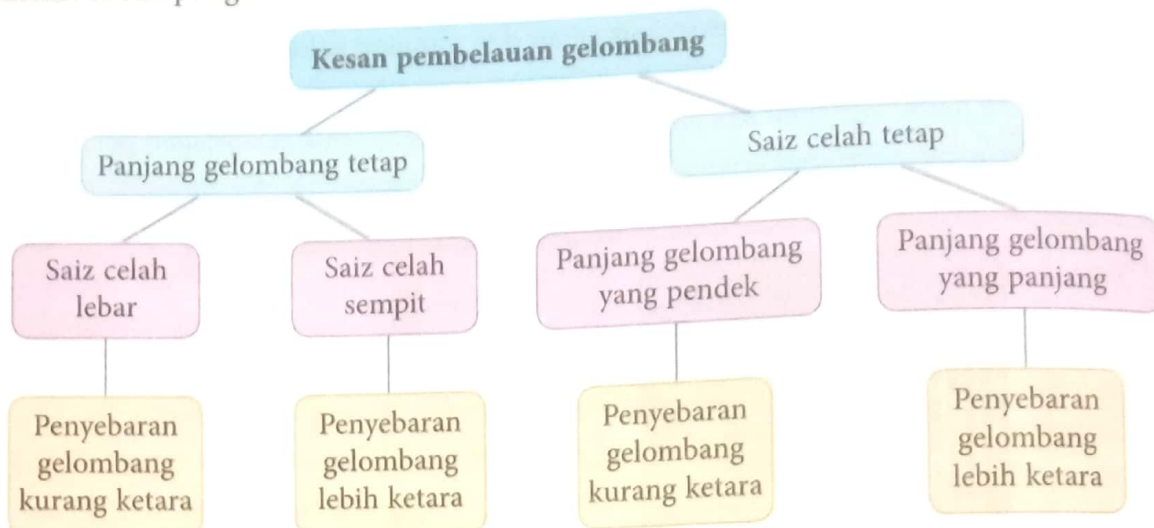 Kesan pembelauan gelombang
Panjang gelombang tetap
Saiz celah tetap
Saiz celah
lebar
Saiz celah
sempit
Panjang gelombang
yang pendek
Panjang gelombang
yang panjang
Penyebaran
gelombang
kurang ketara
Penyebaran
gelombang
lebih ketara
Penyebaran
gelombang
kurang ketara
Penyebaran
gelombang
lebih ketara